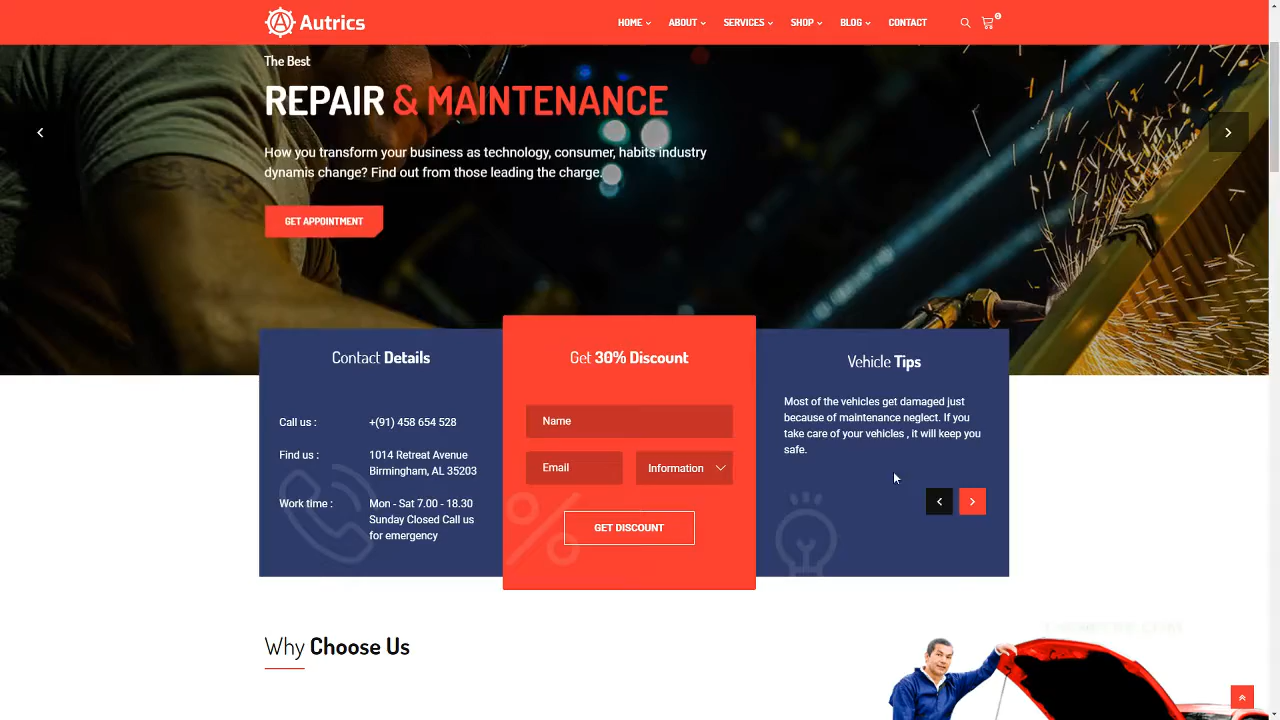 Autrics
HOME ABOUT SERVICES SHOP BLOG CONTACT
0
The Best
REPAIR & MAINTENANCE
How you transform your business as technology, consumer, habits industry
dynamis change? Find out from those leading the charge.
GET APPOINTMENT
Contact Details
Call us : +(91) 458 654 528
Find us : 1014 Retreat Avenue
Birmingham, AL 35203
Work time : Mon - Sat 7.00 - 18.30
Sunday Closed Call us
for emergency
Get 30% Discount
Name
Email Information
GET DISCOUNT
Vehicle Tips
Most of the vehicles get damaged just
because of maintenance neglect. If you
take care of your vehicles , it will keep you
safe.
Why Choose Us